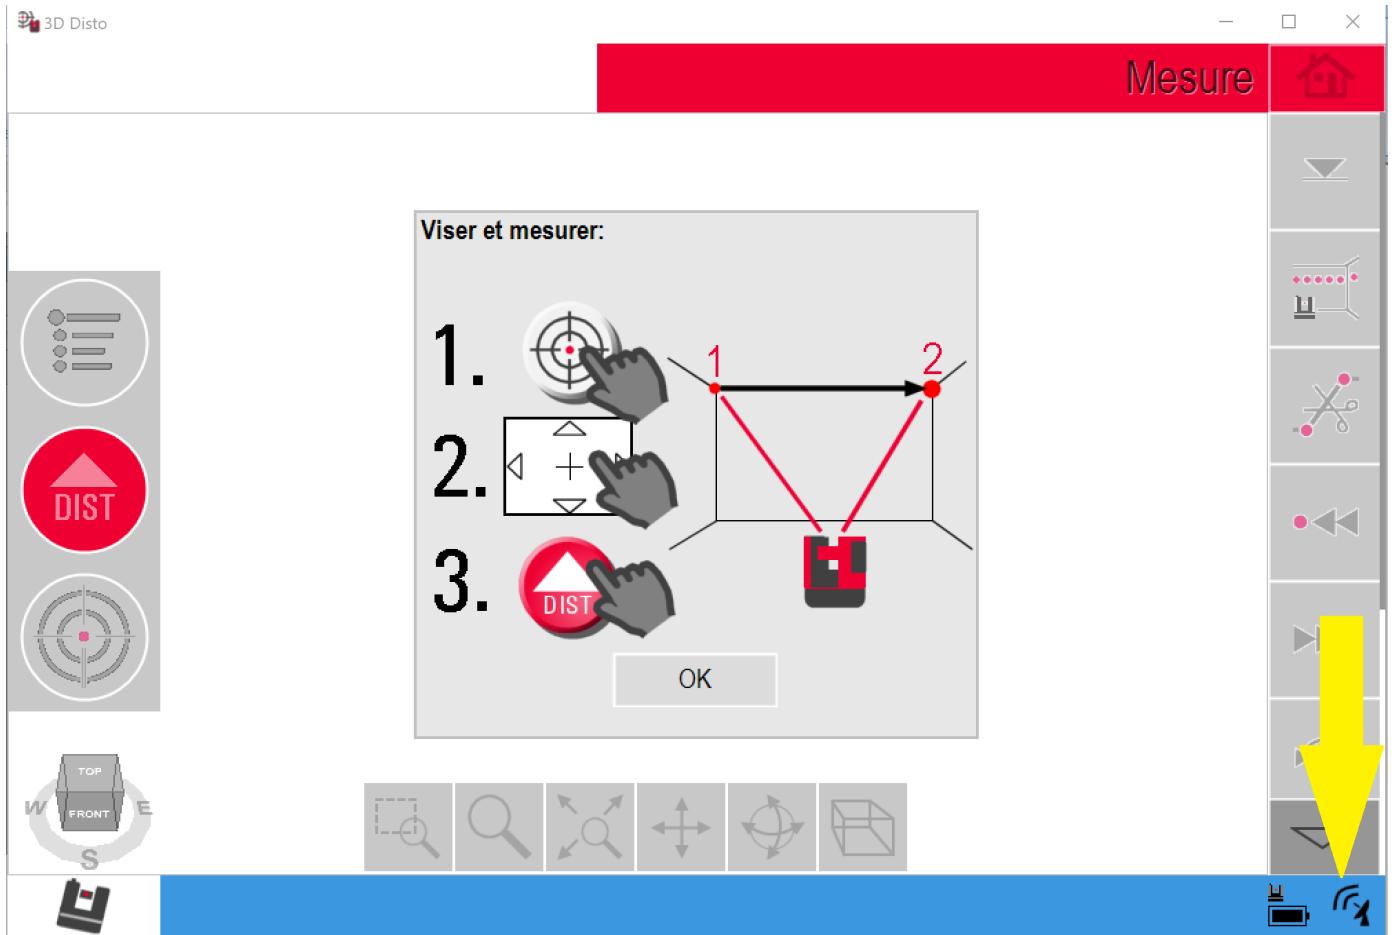 3D Disto
Mesure
Viser et mesurer:
1.
2.
3.
DIST
1
2
OK
DIST
TOP
FRONT
W
E
S